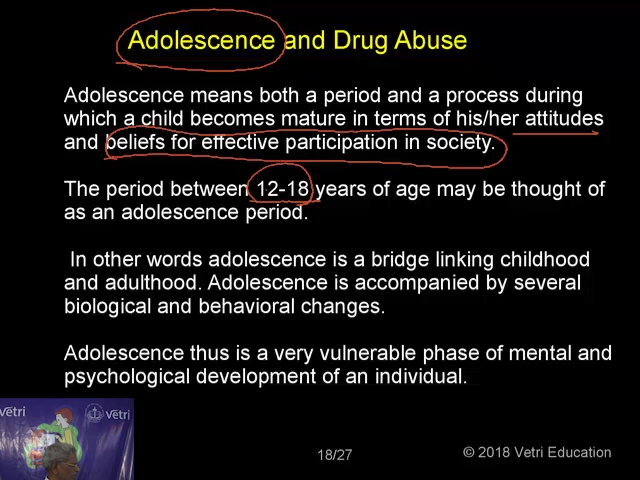 Adolescence and Drug Abuse
Adolescence means both a period and a process during
which a child becomes mature in terms of his/her attitudes
and beliefs for effective participation in society.
The period between 12-18 years of age may be thought of
as an adolescence period.
In other words adolescence is a bridge linking childhood
and adulthood. Adolescence is accompanied by several
biological and behavioral changes.
Adolescence thus is a very vulnerable phase of mental and
psychological development of an individual.
Vëtri
Vëtri
18/27
© 2018 Vetri Education